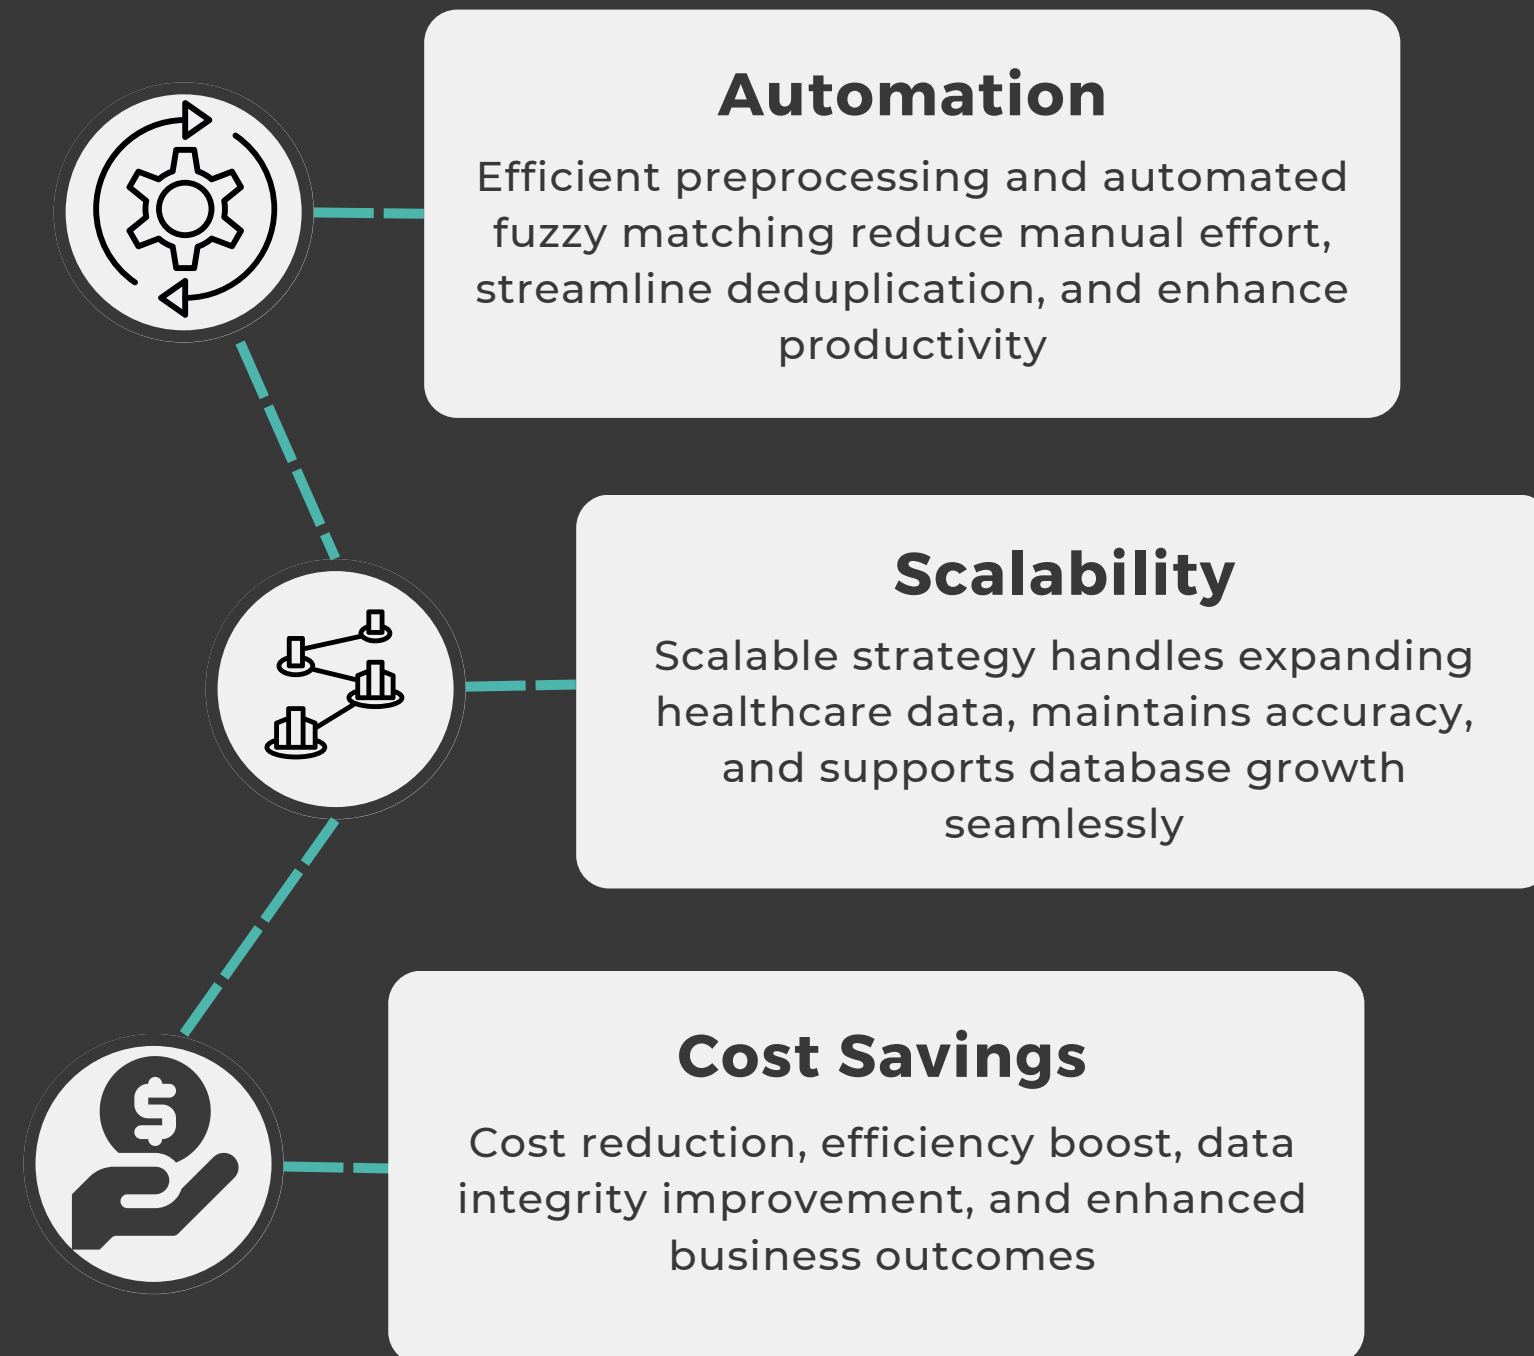 Automation
Efficient preprocessing and automated
fuzzy matching reduce manual effort,
streamline deduplication, and enhance
productivity
Scalability
Scalable strategy handles expanding
healthcare data, maintains accuracy,
and supports database growth
seamlessly
$
Cost Savings
Cost reduction, efficiency boost, data
integrity improvement, and enhanced
business outcomes